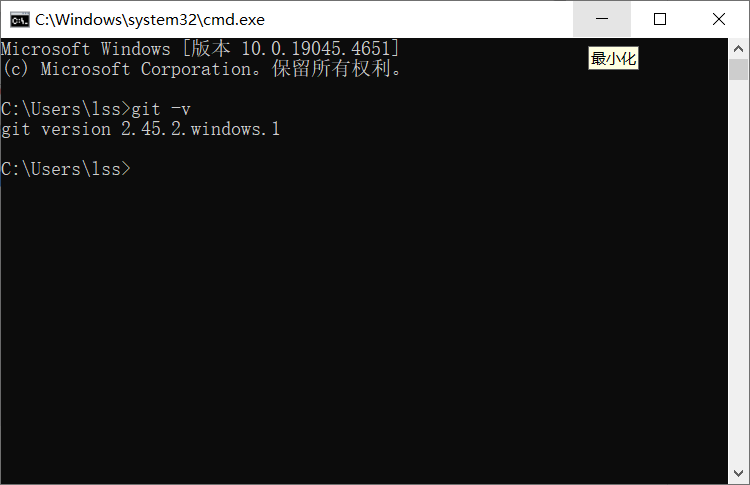 C:\Windows\system32\cmd.exe
Microsoft Windows [版本 10.0.19045.4651]
最小化
(c) Microsoft Corporation。保留所有权利。
C:\Users\lss>git -v
git version 2.45.2.windows.1
C:\Users\lss>